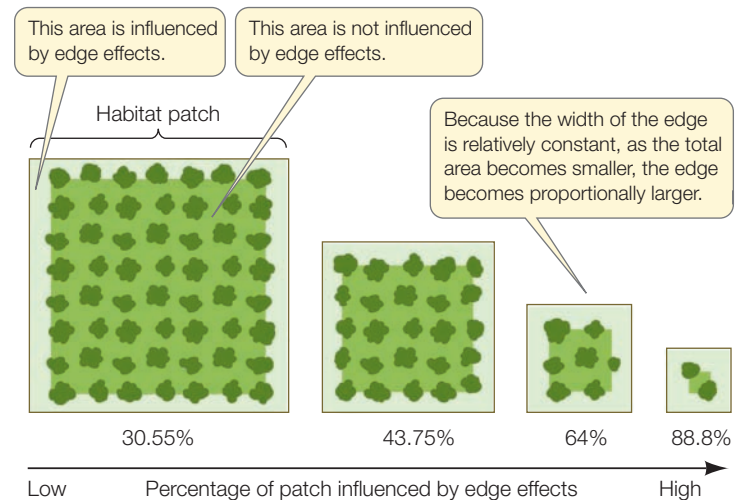 This area is influenced
by edge effects.
This area is not influenced
by edge effects.
Habitat patch
Because the width of the edge
is relatively constant, as the total
area becomes smaller, the edge
becomes proportionally larger.
30.55%
43.75%
64%
88.8%
Low
Percentage of patch influenced by edge effects
High